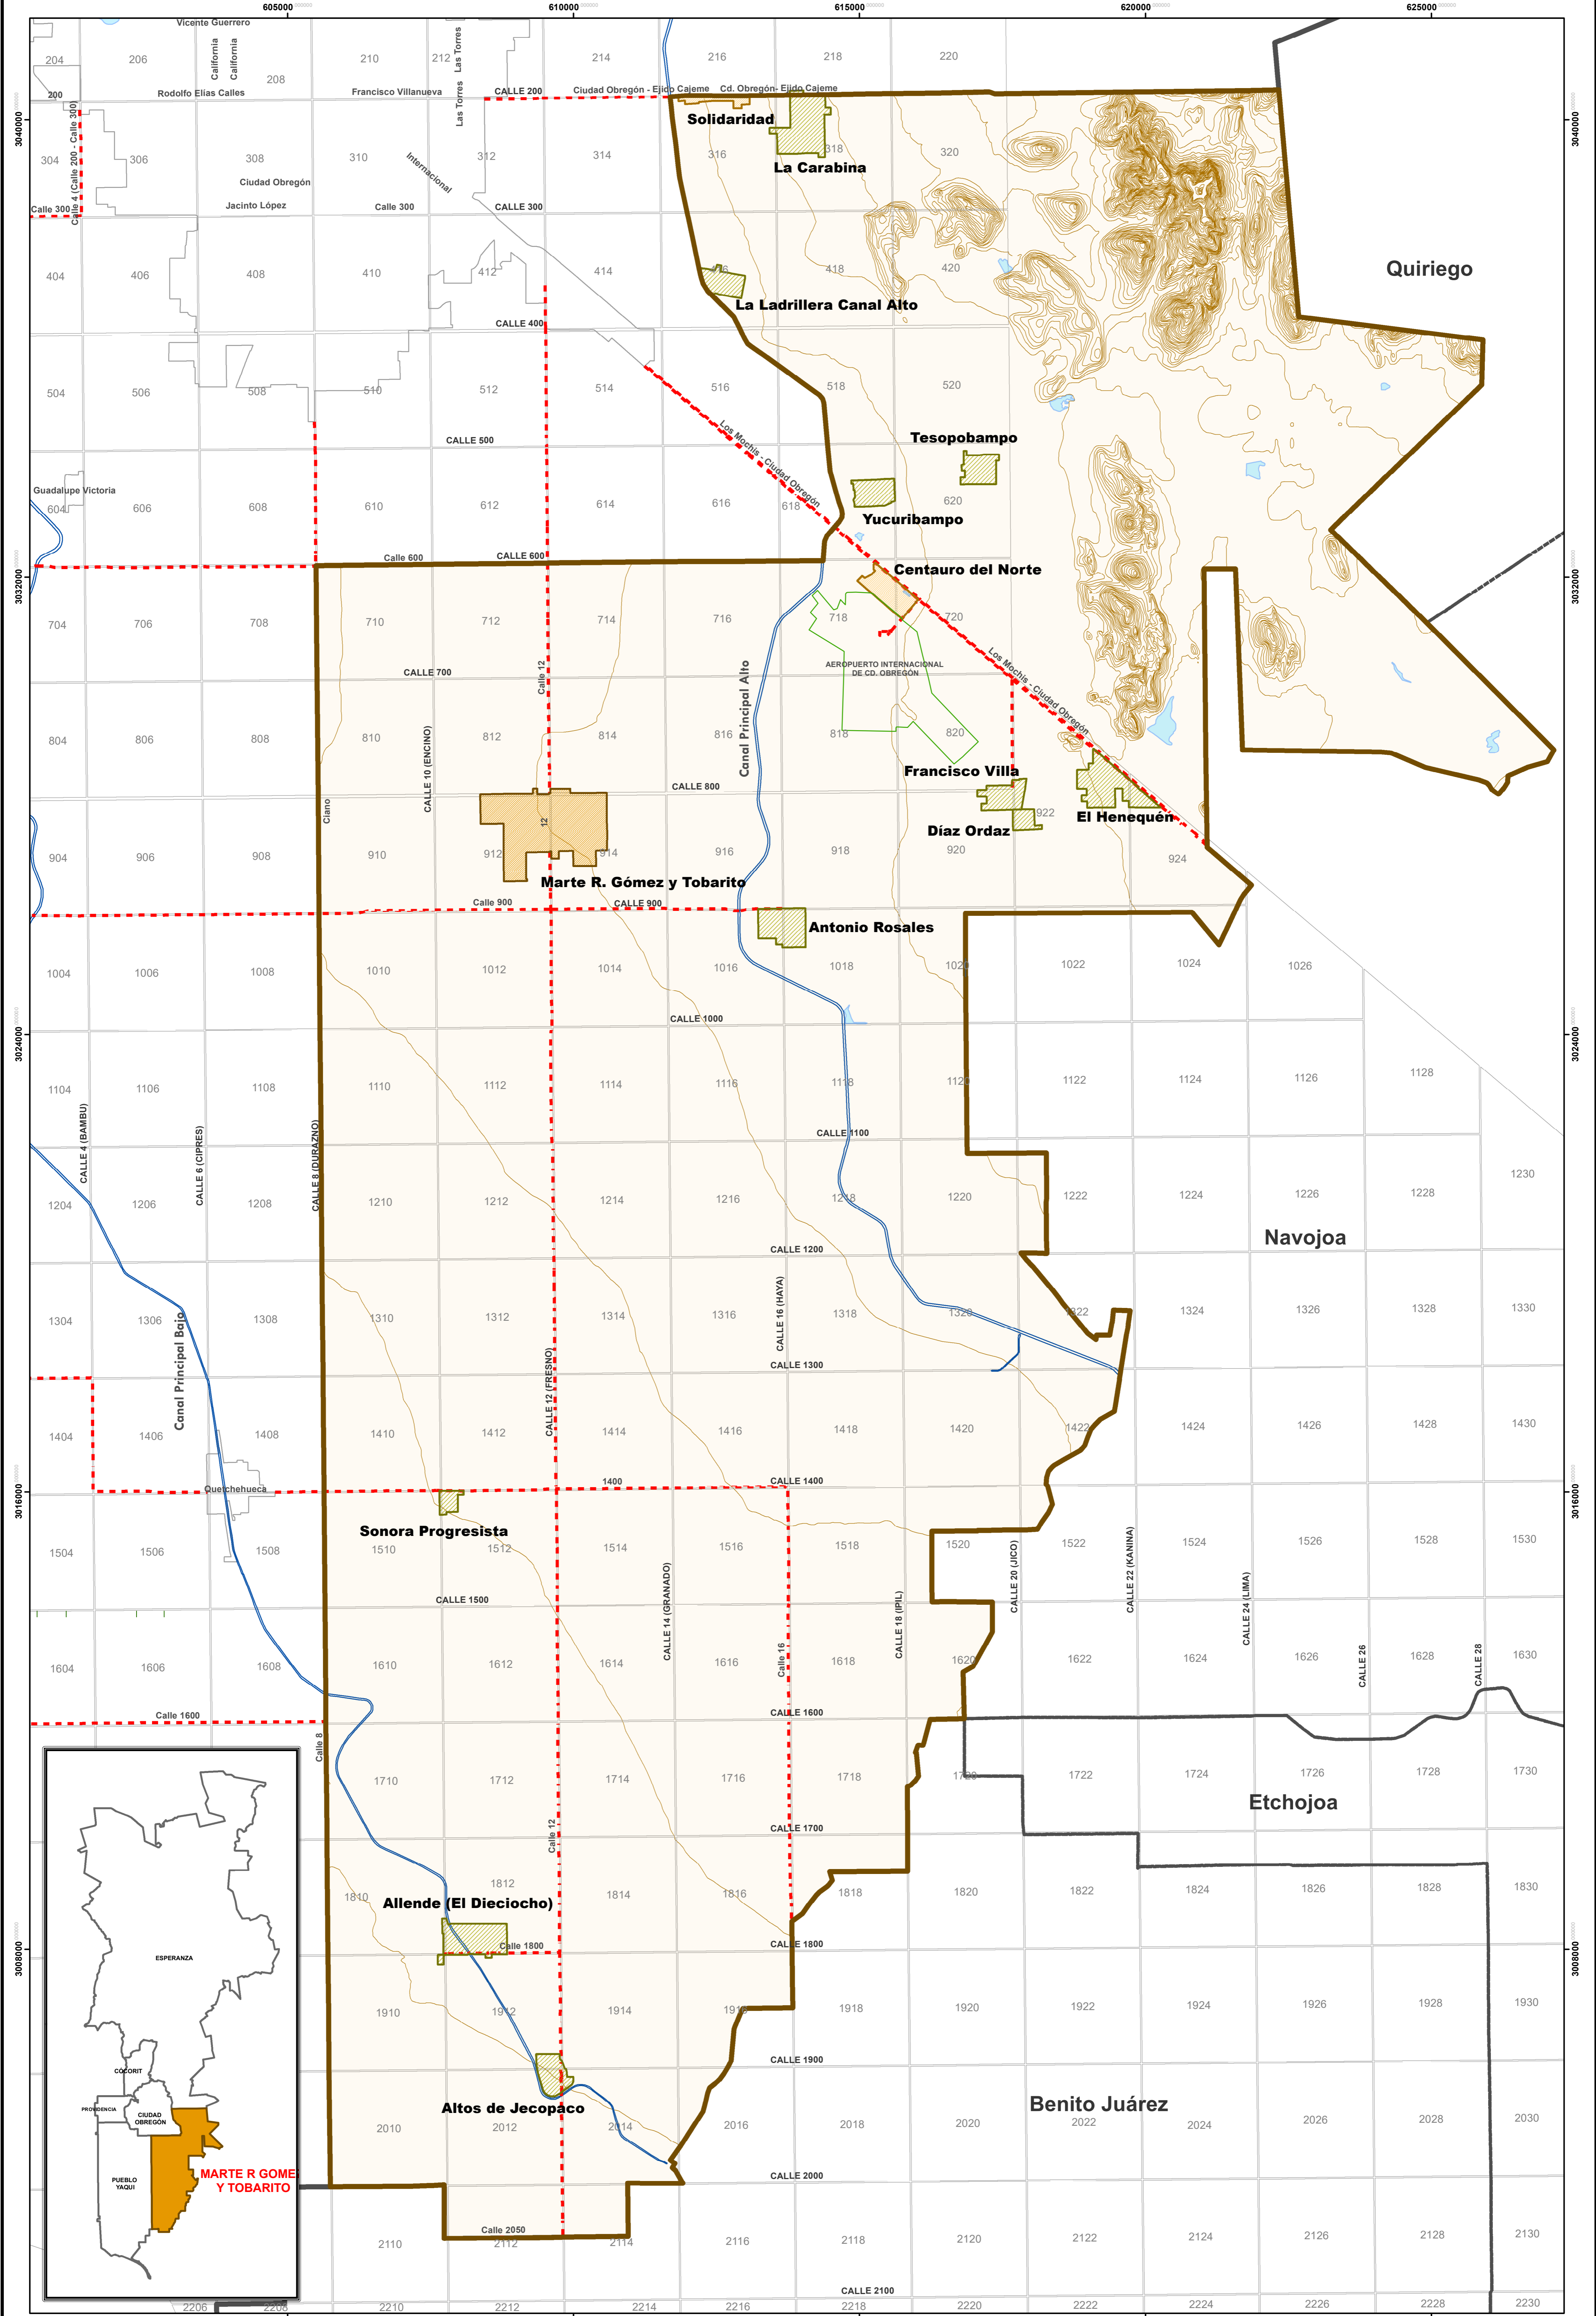 605000 610000 615000 620000 625000
Vicente Guerrero
California
California
Las Torres
204 206 208 210 212 214 216 218 220
200
Rodolfo Elías Calles
Francisco Villanueva
Las Torres
CALLE 200
Ciudad Obregón - Ejido Cajeme
Cd. Obregón- Ejido Cajeme
3040000
3040000
Solidaridad
La Carabina
Calle 4 (Calle 200 - Calle 300)
304 306 308 310 312 314 316 318 320
Internacional
Ciudad Obregón
Calle 300
Jacinto López
Calle 300
CALLE 300
Quiriego
404 406 408 410 412 414 416 418 420
La Ladrillera Canal Alto
CALLE 400
504 506 508 510 512 514 516 518 520
Los Mochis - Ciudad Obregón
CALLE 500
Tesopobampo
Guadalupe Victoria
604 606 608 610 612 614 616 618 620
Yucuribampo
Calle 600
CALLE 600
Centauro del Norte
3032000
3032000
704 706 708 710 712 714 716 718 720
Calle 12
CALLE 700
Canal Principal Alto
AEROPUERTO INTERNACIONAL
DE CD. OBREGÓN
Los Mochis - Ciudad Obregón
804 806 808 810 812 814 816 818 820
CALLE 10 (ENCINO)
Francisco Villa
CALLE 800
Ciano
12
El Henequén
922
Díaz Ordaz
904 906 908 910 912 914 916 918 920 924
Marte R. Gómez y Tobarito
Calle 900
CALLE 900
Antonio Rosales
1004 1006 1008 1010 1012 1014 1016 1018 1020 1022 1024 1026
CALLE 1000
3024000
3024000
1104 1106 1108 1110 1112 1114 1116 1118 1120 1122 1124 1126 1128
CALLE 4 (BAMBU)
CALLE 6 (CIPRES)
CALLE 8 (DURAZNO)
CALLE 1100
1204 1206 1208 1210 1212 1214 1216 1218 1220 1222 1224 1226 1228 1230
Navojoa
CALLE 1200
CALLE 16 (HAYA)
1304 1306 1308 1310 1312 1314 1316 1318 1320 1322 1324 1326 1328 1330
Canal Principal Bajo
CALLE 12 (FRESNO)
CALLE 1300
1404 1406 1408 1410 1412 1414 1416 1418 1420 1422 1424 1426 1428 1430
Quetchehueca
1400
CALLE 1400
3016000
3016000
Sonora Progresista
1504 1506 1508 1510 1512 1514 1516 1518 1520 1522 1524 1526 1528 1530
CALLE 1500
CALLE 14 (GRANADO)
CALLE 18 (IPIL)
CALLE 20 (JICO)
CALLE 22 (KANINA)
CALLE 24 (LIMA)
CALLE 26
CALLE 28
Calle 16
1604 1606 1608 1610 1612 1614 1616 1618 1620 1622 1624 1626 1628 1630
Calle 1600
CALLE 1600
Calle 8
1710 1712 1714 1716 1718 1720 1722 1724 1726 1728 1730
Etchojoa
Calle 12
CALLE 1700
1810 1812 1814 1816 1818 1820 1822 1824 1826 1828 1830
Allende (El Dieciocho)
Calle 1800
CALLE 1800
3008000
3008000
1910 1912 1914 1916 1918 1920 1922 1924 1926 1928 1930
CALLE 1900
Altos de Jecopaco
Benito Juárez
2010 2012 2014 2016 2018 2020 2022 2024 2026 2028 2030
CALLE 2000
Calle 2050
2110 2112 2114 2116 2118 2120 2122 2124 2126 2128 2130
CALLE 2100
2206 2208 2210 2212 2214 2216 2218 2220 2222 2224 2226 2228 2230
ESPERANZA
COCORIT
PROVIDENCIA
CIUDAD
OBREGÓN
PUEBLO
YAQUI
MARTE R GOME
Y TOBARITO